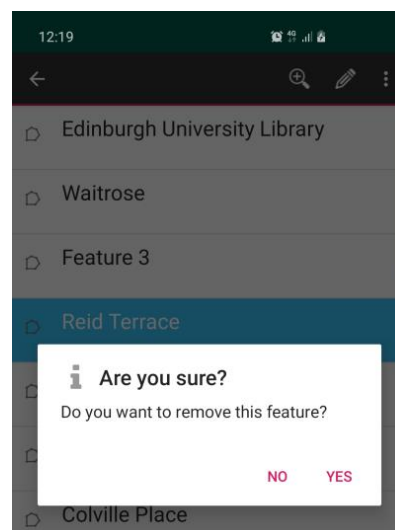 12:19
4G
Edinburgh University Library
Waitrose
Feature 3
Reid Terrace
Are you sure?
Do you want to remove this feature?
NO YES
Colville Place